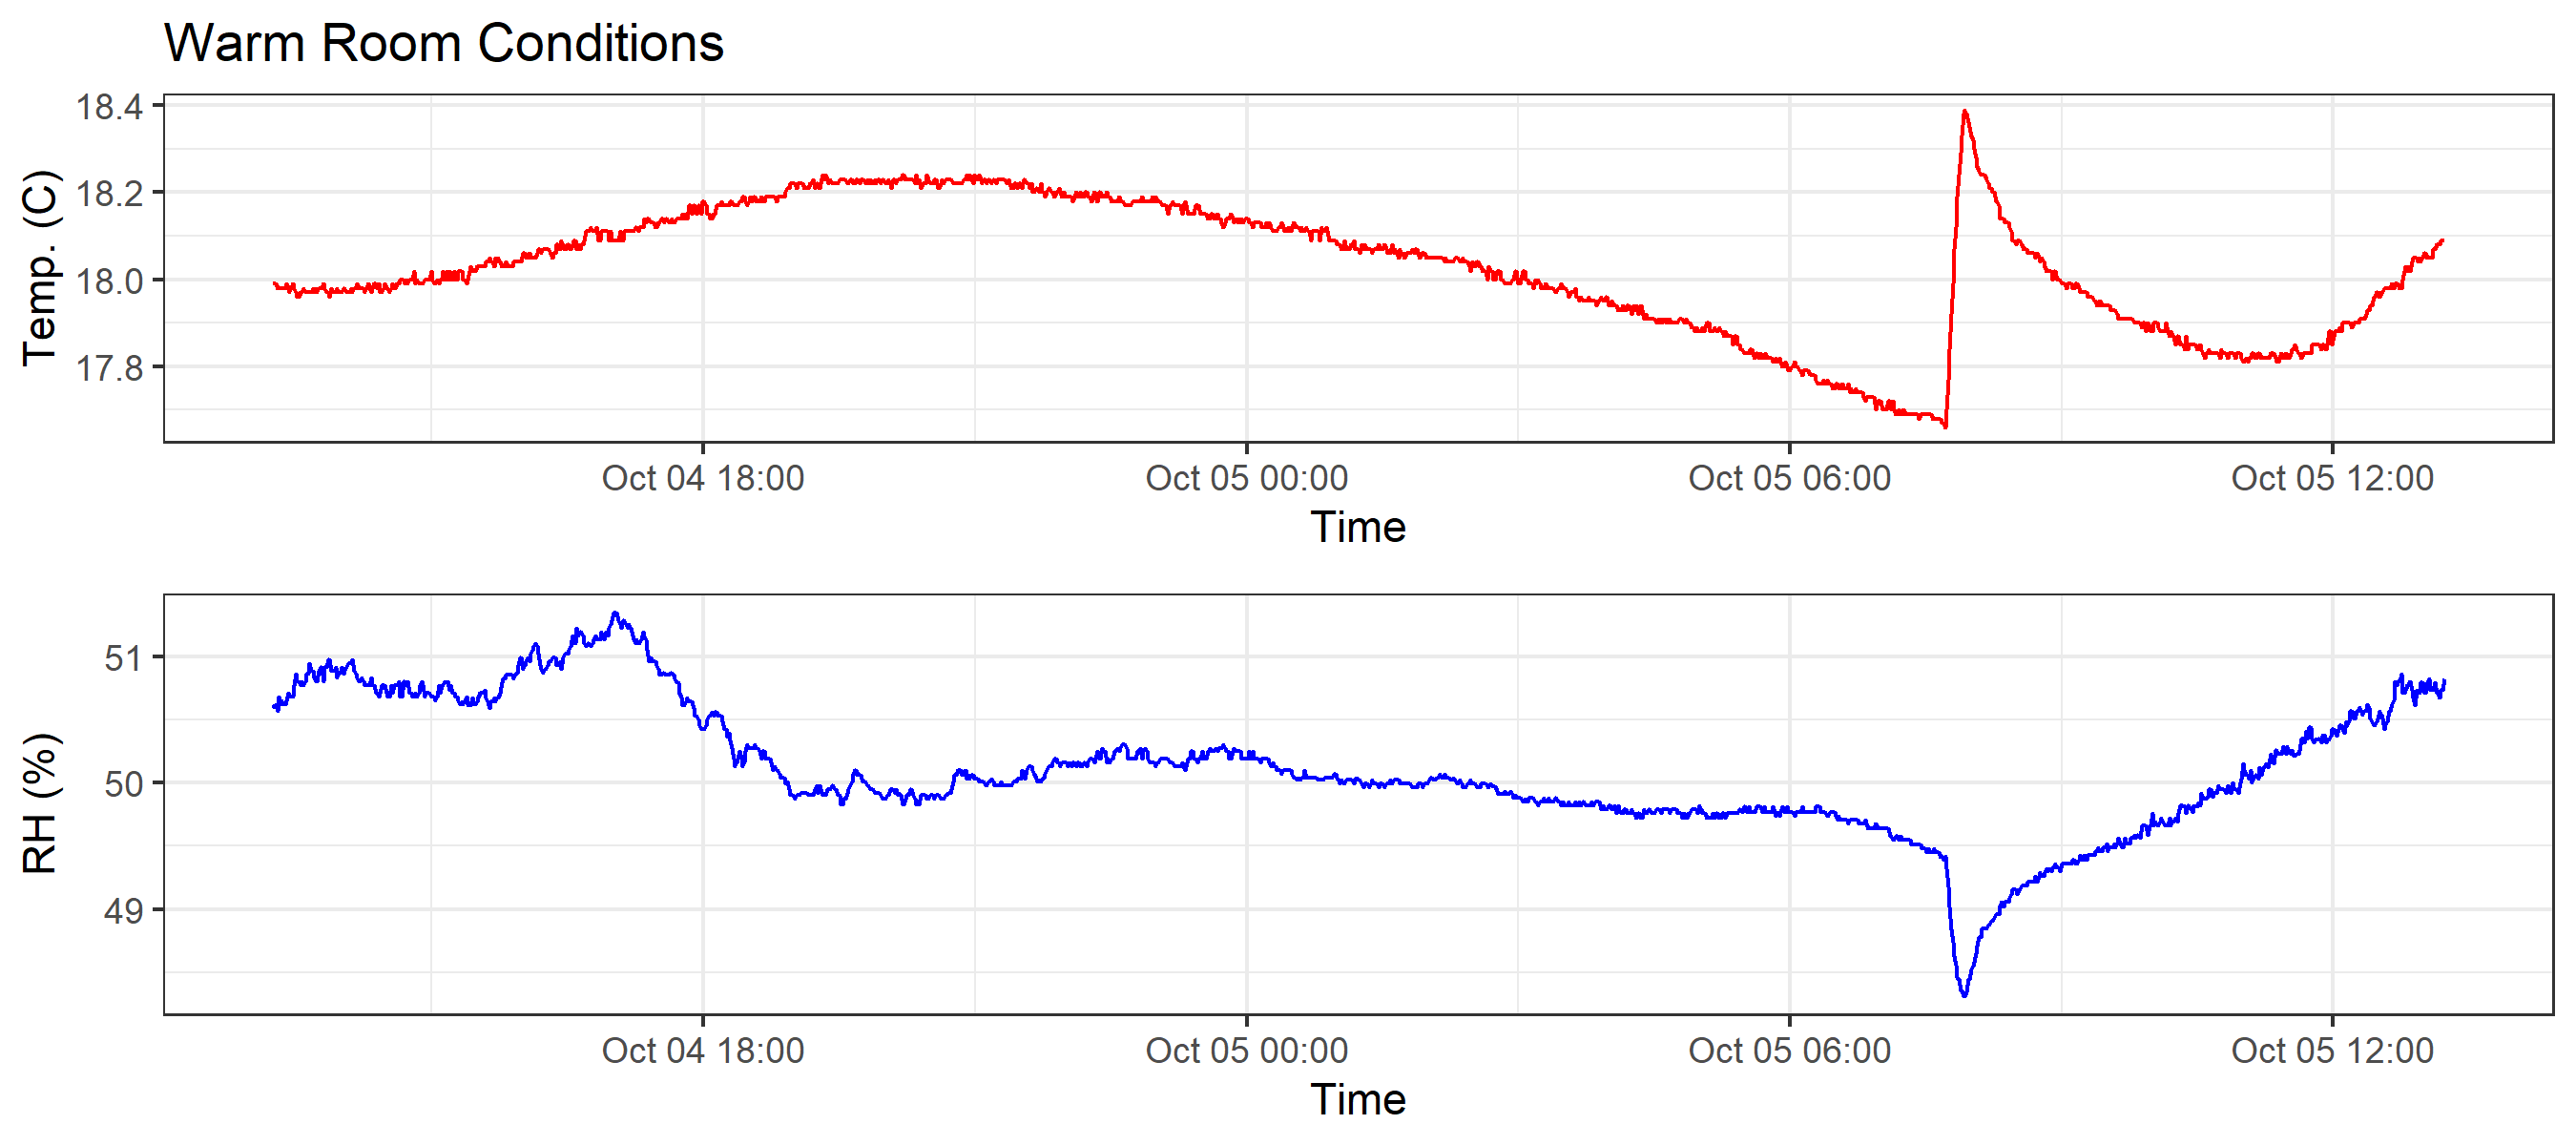 Warm Room Conditions
18.4
18.2
18.0
17.8
Temp. (C)
Oct 04 18:00 Oct 05 00:00 Oct 05 06:00 Oct 05 12:00
Time
51
50
49
RH (%)
Oct 04 18:00 Oct 05 00:00 Oct 05 06:00 Oct 05 12:00
Time